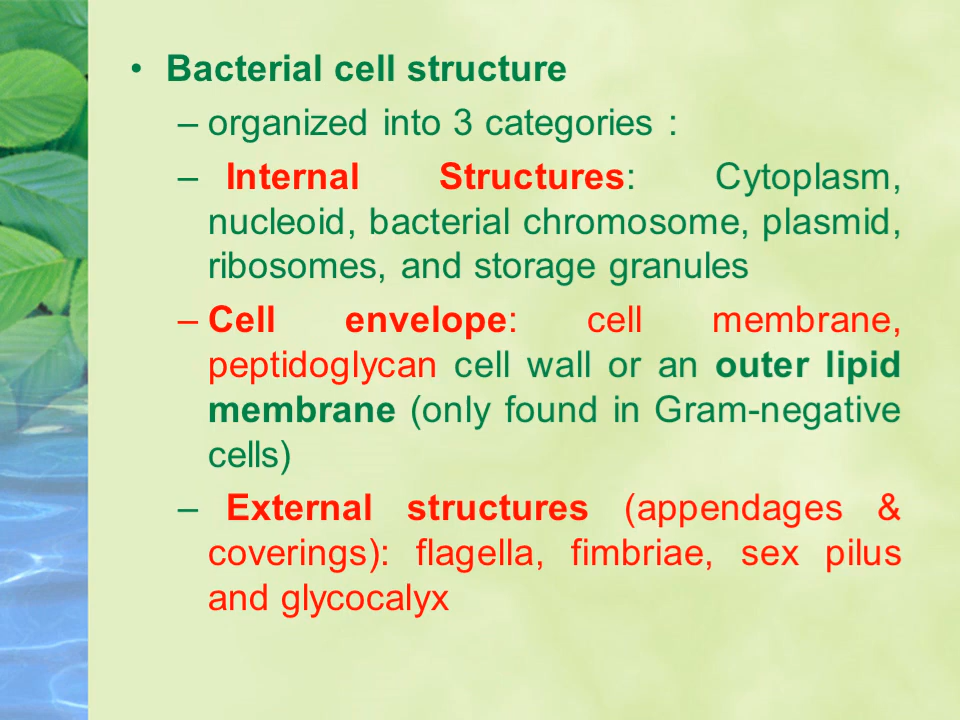 • Bacterial cell structure
– organized into 3 categories :
– Internal Structures: Cytoplasm,
nucleoid, bacterial chromosome, plasmid,
ribosomes, and storage granules
– Cell envelope: cell membrane,
peptidoglycan cell wall or an outer lipid
membrane (only found in Gram-negative
cells)
– External structures (appendages &
coverings): flagella, fimbriae, sex pilus
and glycocalyx